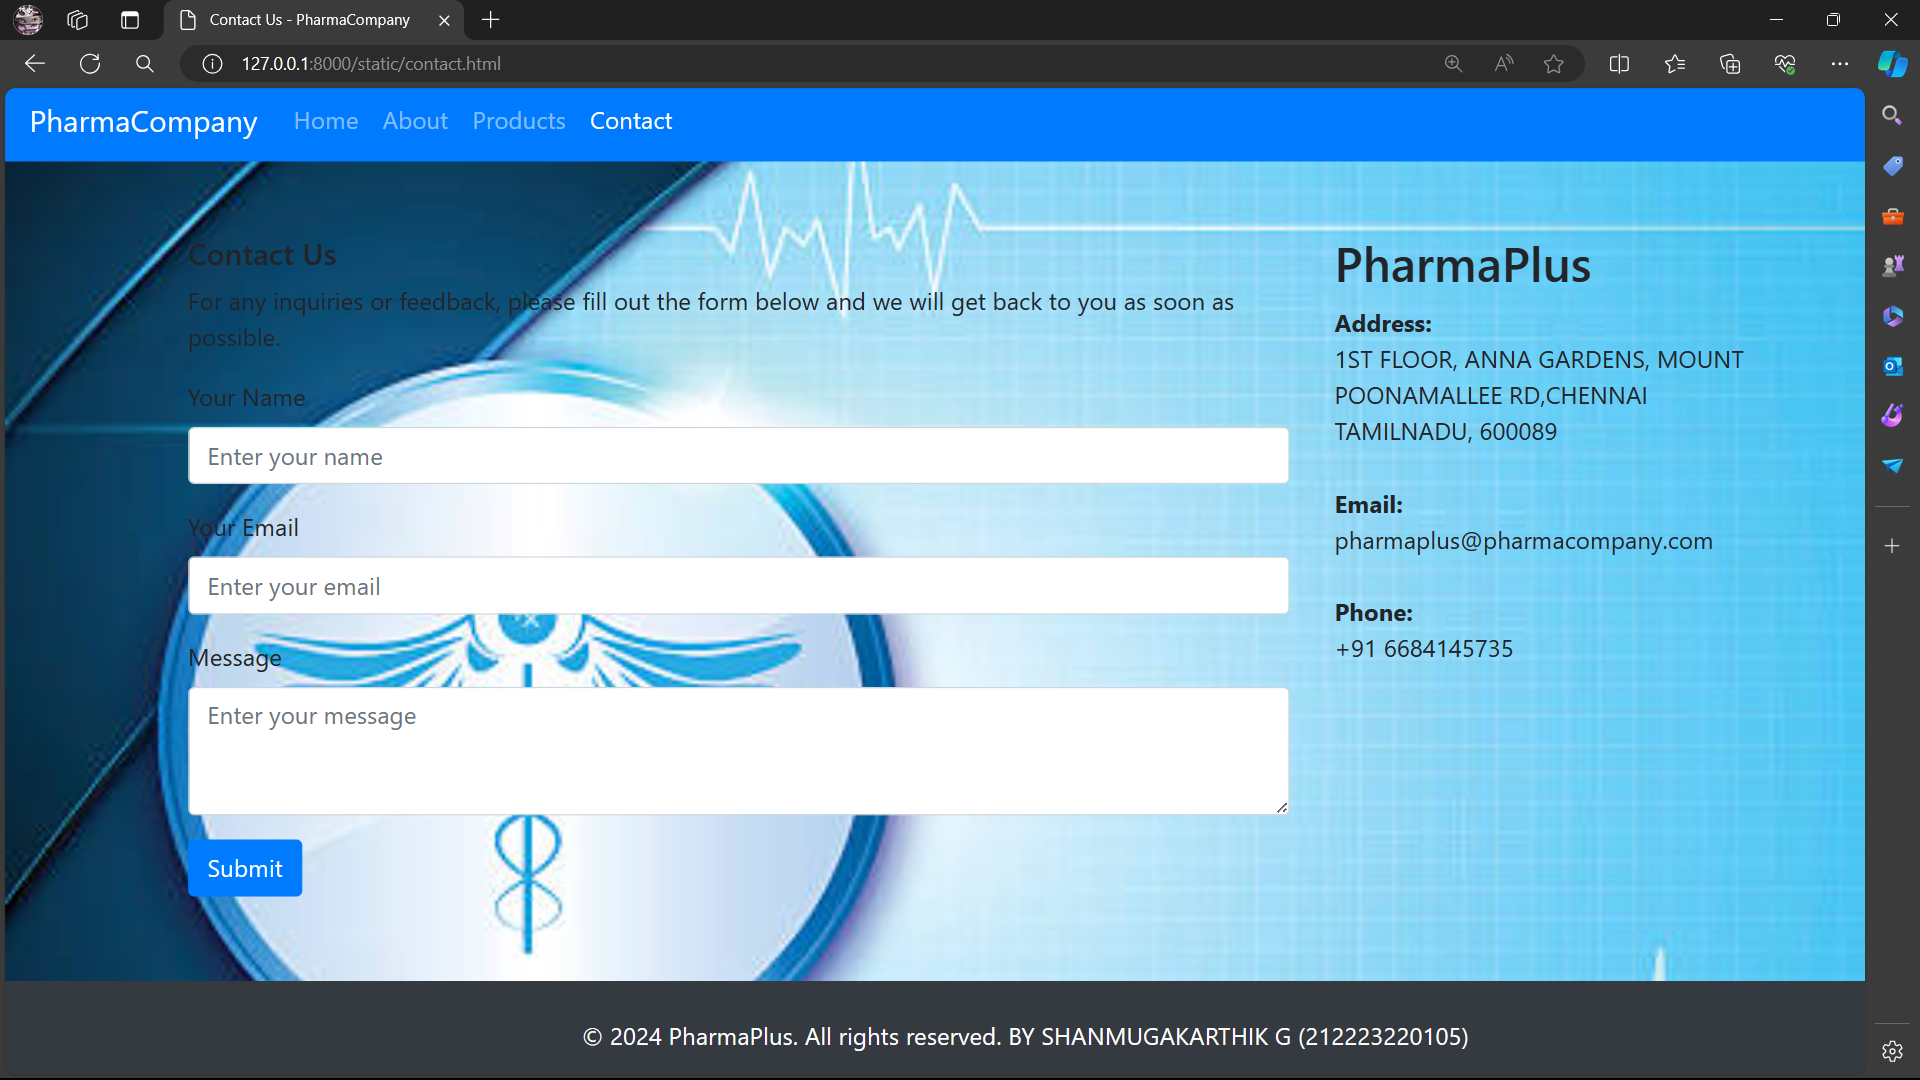 Contact Us - PharmaCompany
127.0.0.1:8000/static/contact.html
PharmaCompany Home About Products Contact
Contact Us
For any inquiries or feedback, please fill out the form below and we will get back to you as soon as
possible.
Your Name
Enter your name
Your Email
Enter your email
Message
Enter your message
Submit
PharmaPlus
Address:
1ST FLOOR, ANNA GARDENS, MOUNT
POONAMALLEE RD,CHENNAI
TAMILNADU, 600089
Email:
pharmaplus@pharmacompany.com
Phone:
+91 6684145735
© 2024 PharmaPlus. All rights reserved. BY SHANMUGAKARTHIK G (212223220105)